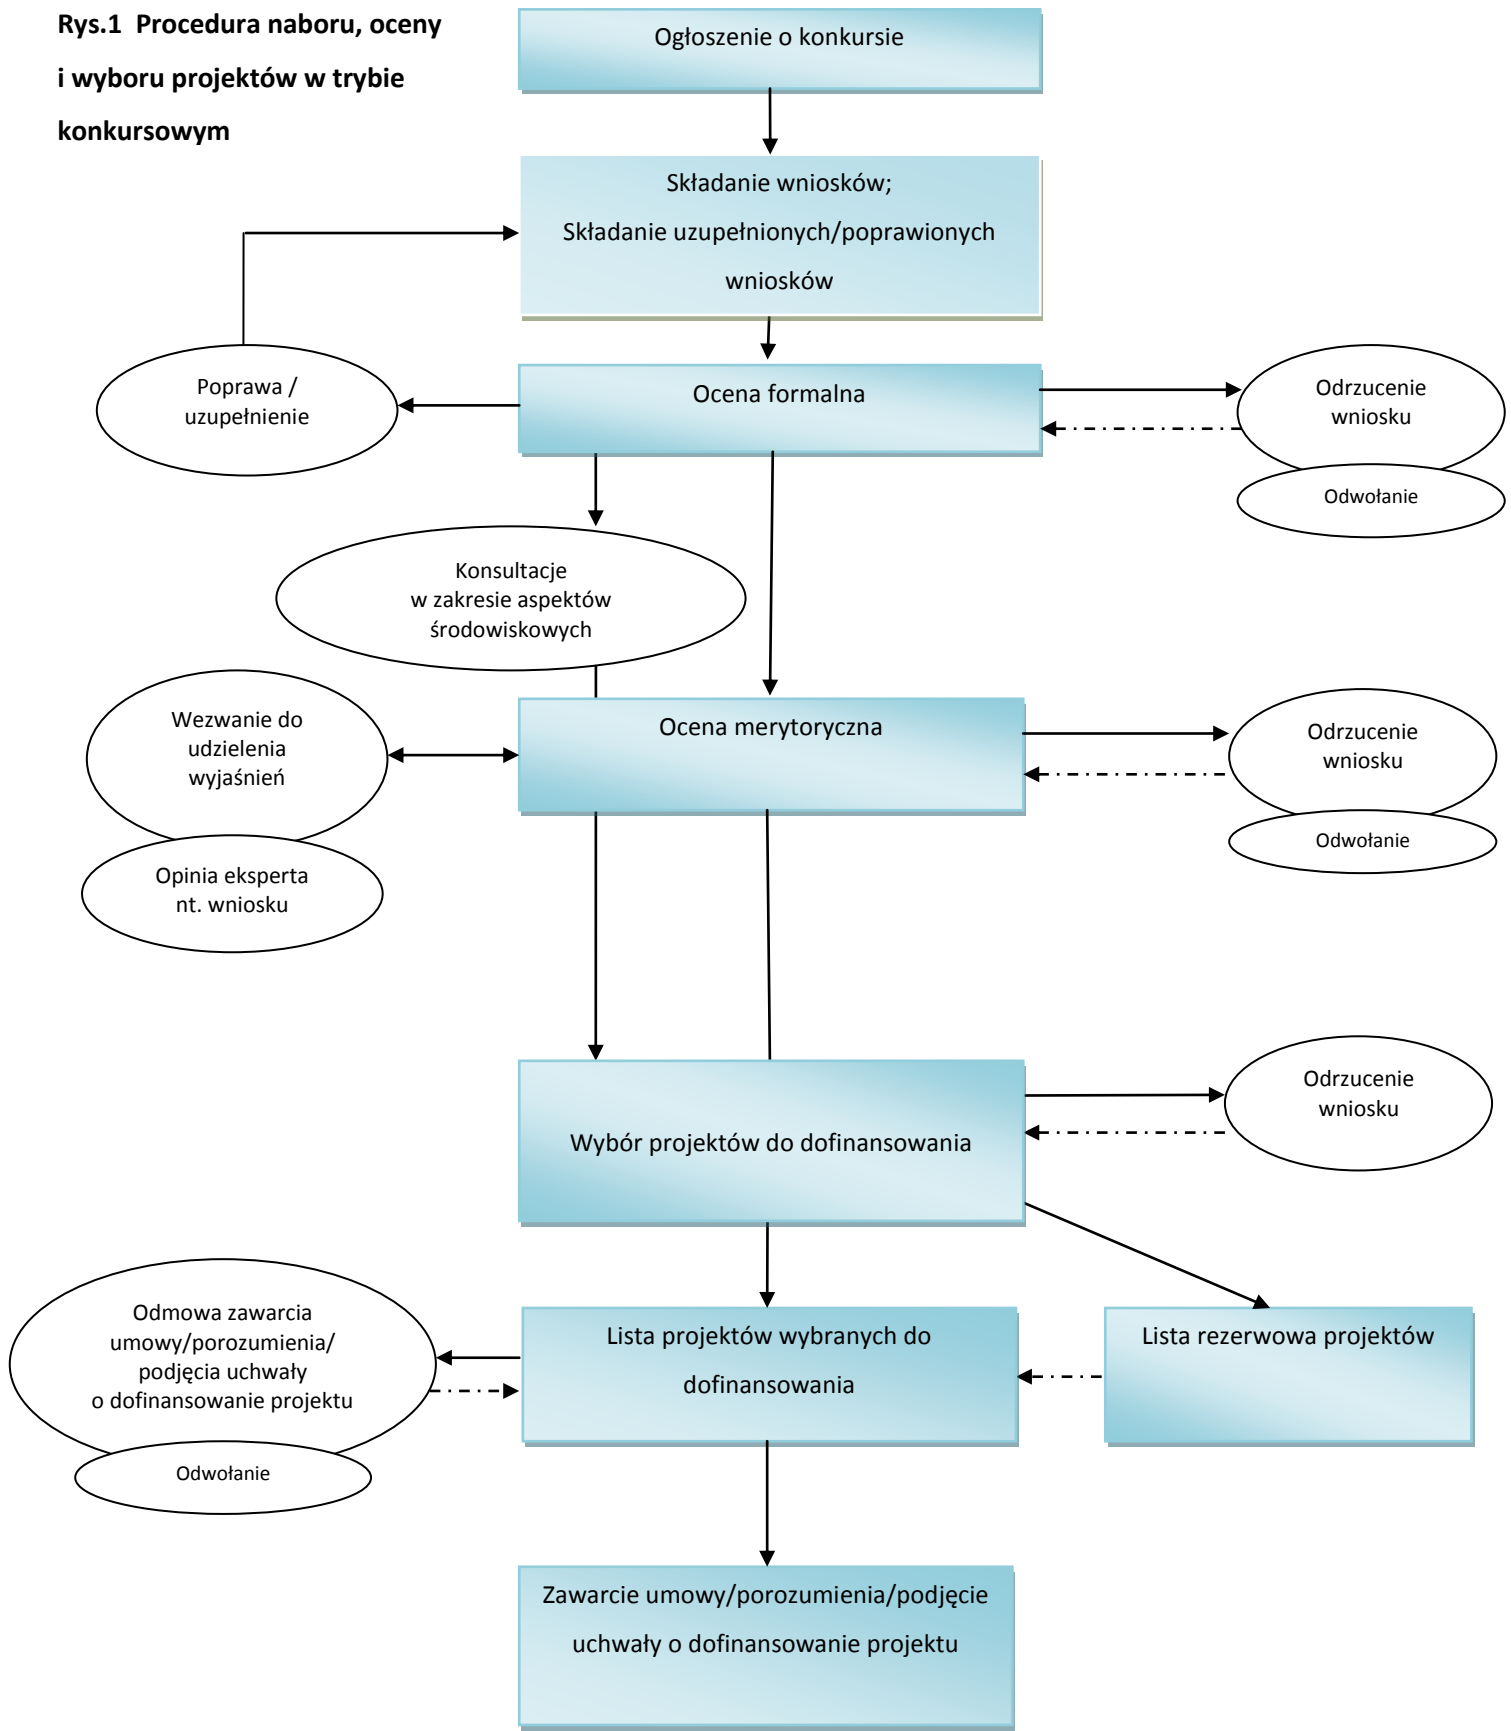 Rys.1 Procedura naboru, oceny
i wyboru projektów w trybie
konkursowym
Ogłoszenie o konkursie
Składanie wniosków;
Składanie uzupełnionych/poprawionych
wniosków
Poprawa /
uzupełnienie
Ocena formalna
Odrzucenie
wniosku
Odwołanie
Konsultacje
w zakresie aspektów
środowiskowych
Wezwanie do
udzielenia
wyjaśnień
Ocena merytoryczna
Odrzucenie
wniosku
Odwołanie
Opinia eksperta
nt. wniosku
Wybór projektów do dofinansowania
Odrzucenie
wniosku
Odmowa zawarcia
umowy/porozumienia/
podjęcia uchwały
o dofinansowanie projektu
Odwołanie
Lista projektów wybranych do
dofinansowania
Lista rezerwowa projektów
Zawarcie umowy/porozumienia/podjęcie
uchwały o dofinansowanie projektu